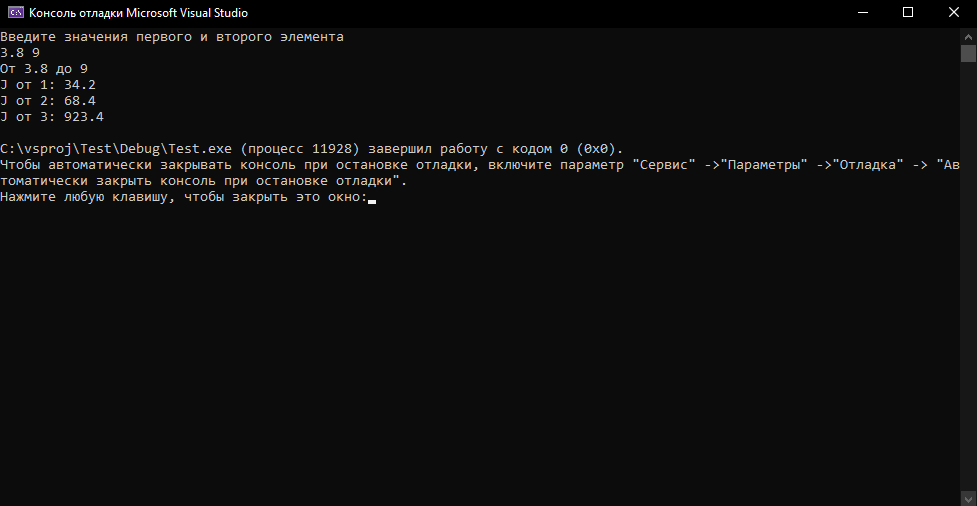 Консоль отладки Microsoft Visual Studio
Введите значения первого и второго элемента
3.8 9
От 3.8 до 9
J от 1: 34.2
J от 2: 68.4
J от 3: 923.4
C:\vsproj\Test\Debug\Test.exe (процесс 11928) завершил работу с кодом 0 (0x0).
Чтобы автоматически закрывать консоль при остановке отладки, включите параметр "Сервис" ->"Параметры" ->"Отладка" -> "Ав
томатически закрыть консоль при остановке отладки".
Нажмите любую клавишу, чтобы закрыть это окно: